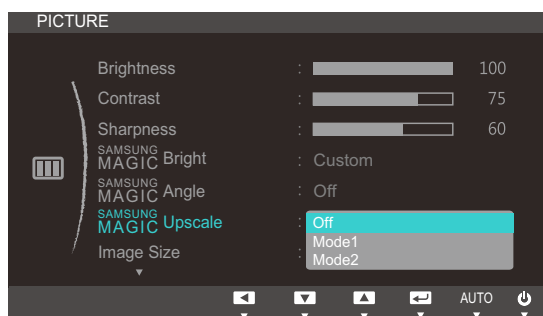 PICTURE
Brightness : 100
Contrast : 75
Sharpness : 60
SAMSUNG MAGIC Bright : Custom
SAMSUNG MAGIC Angle : Off
SAMSUNG MAGIC Upscale : Off
Mode1
Mode2
Image Size :
AUTO